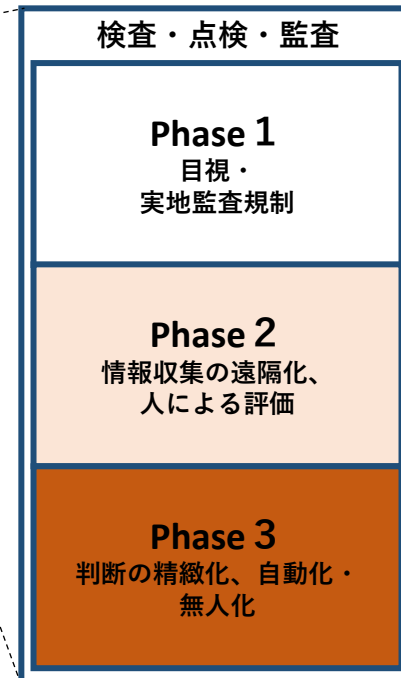 検査・点検・監査
Phase 1
目視・
実地監査規制
Phase 2
情報収集の遠隔化、
人による評価
Phase 3
判断の精緻化、自動化・
無人化